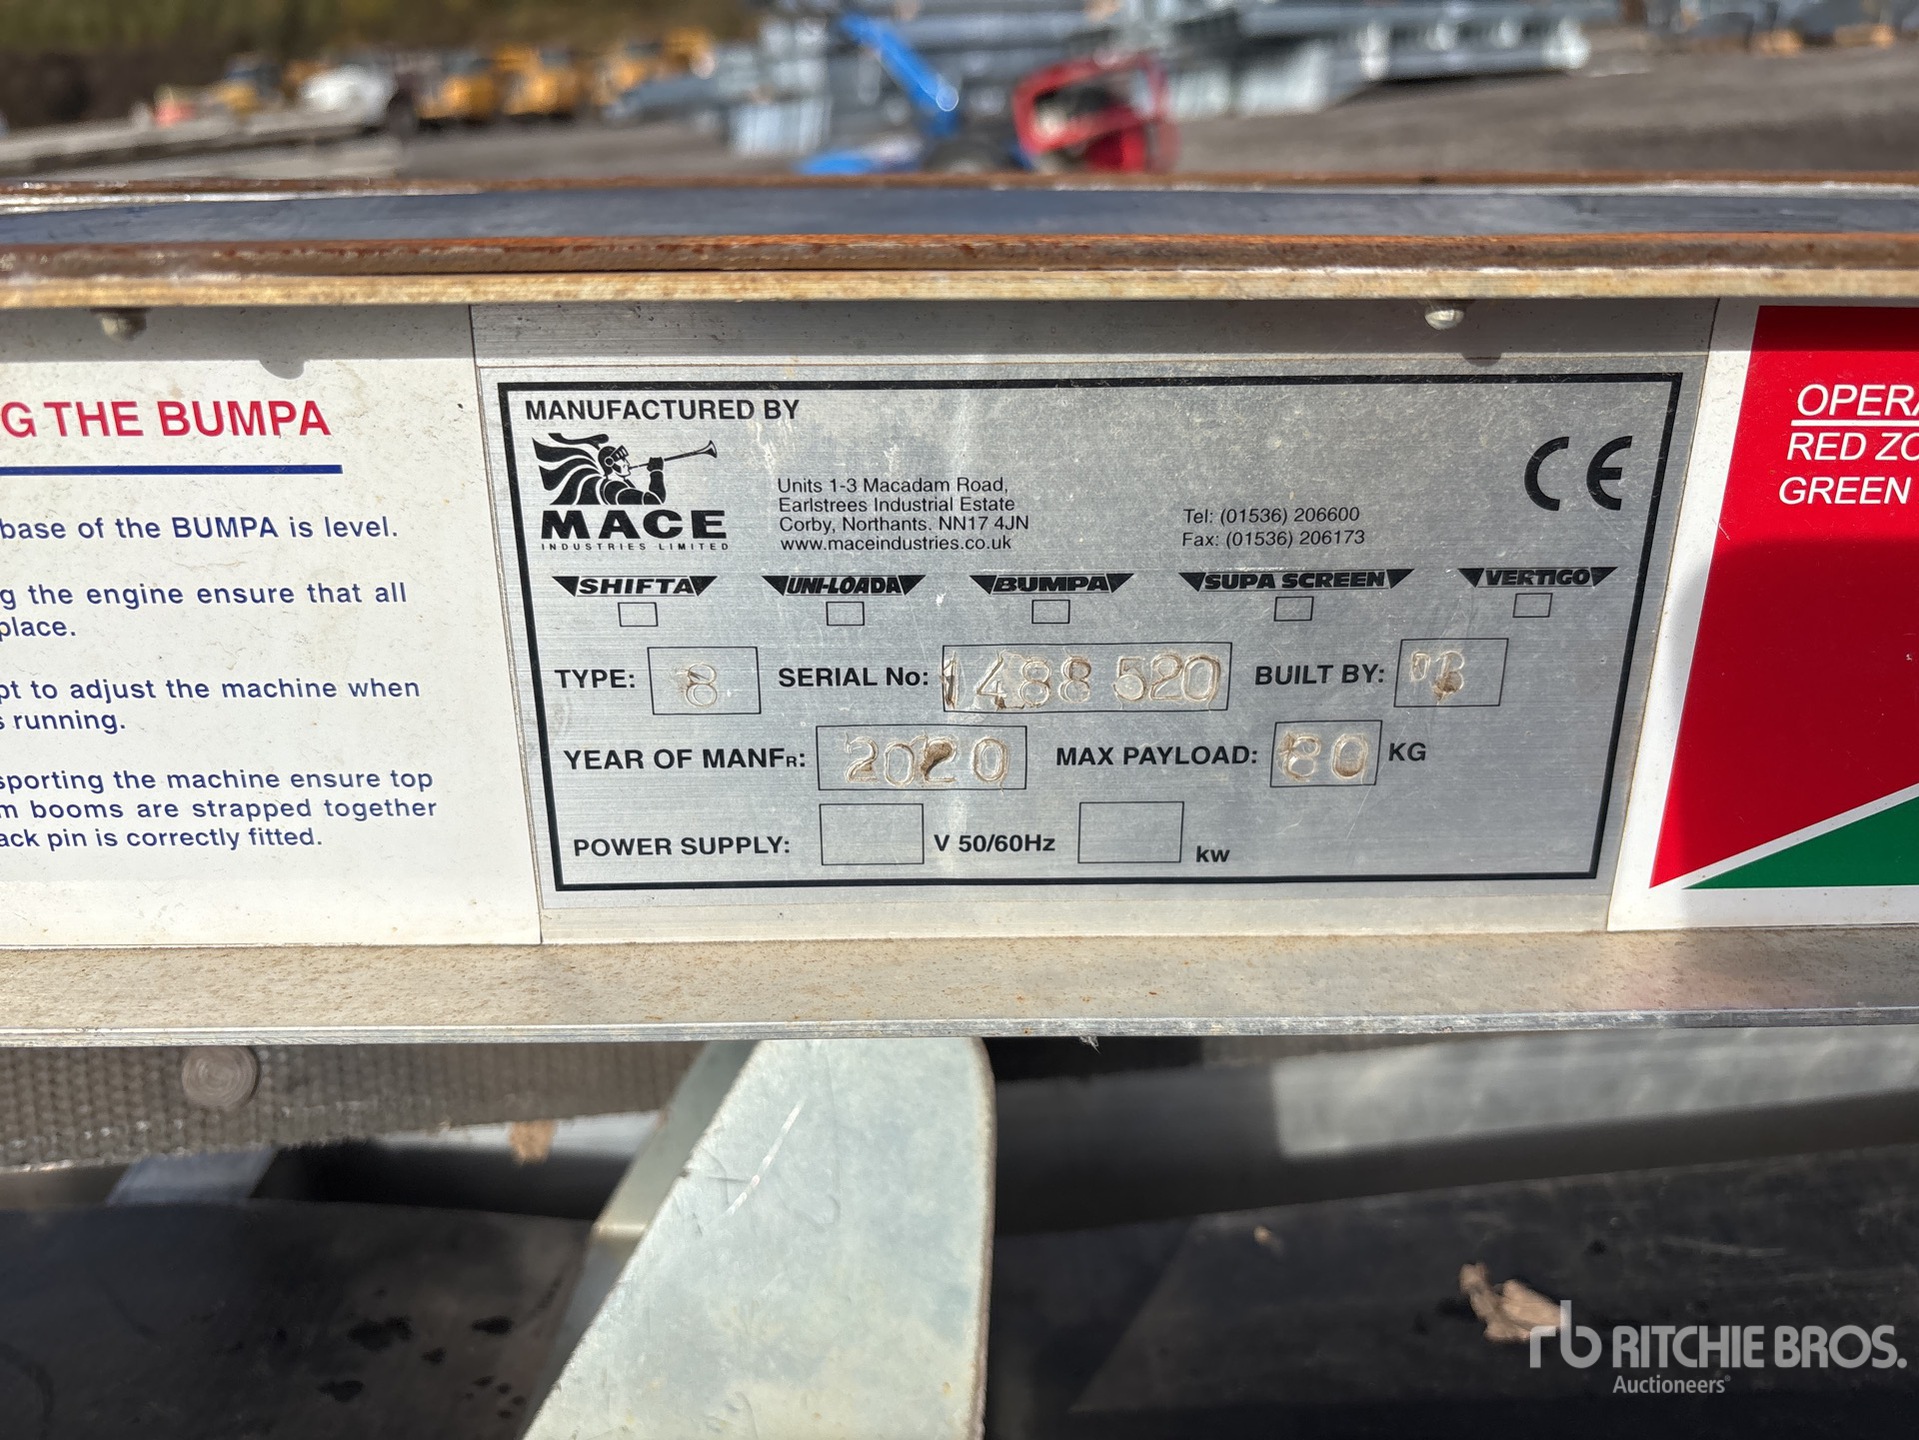 G THE BUMPA
base of the BUMPA is level.
g the engine ensure that all
place.
pt to adjust the machine when
s running.
sporting the machine ensure top
m booms are strapped together
ack pin is correctly fitted.
MANUFACTURED BY
MACE
INDUSTRIES LIMITED
Units 1-3 Macadam Road,
Earlstrees Industrial Estate
Corby, Northants. NN17 4JN
www.maceindustries.co.uk
Tel: (01536) 206600
Fax: (01536) 206173
CE
SHIFTA UNI-LOADA BUMPA SUPA SCREEN VERTIGO
TYPE: 8 SERIAL No: 1488 520 BUILT BY:
YEAR OF MANFR: 2020 MAX PAYLOAD: 80 KG
POWER SUPPLY: V 50/60Hz kw
OPERA
RED ZO
GREEN
rb RITCHIE BROS.
Auctioneers